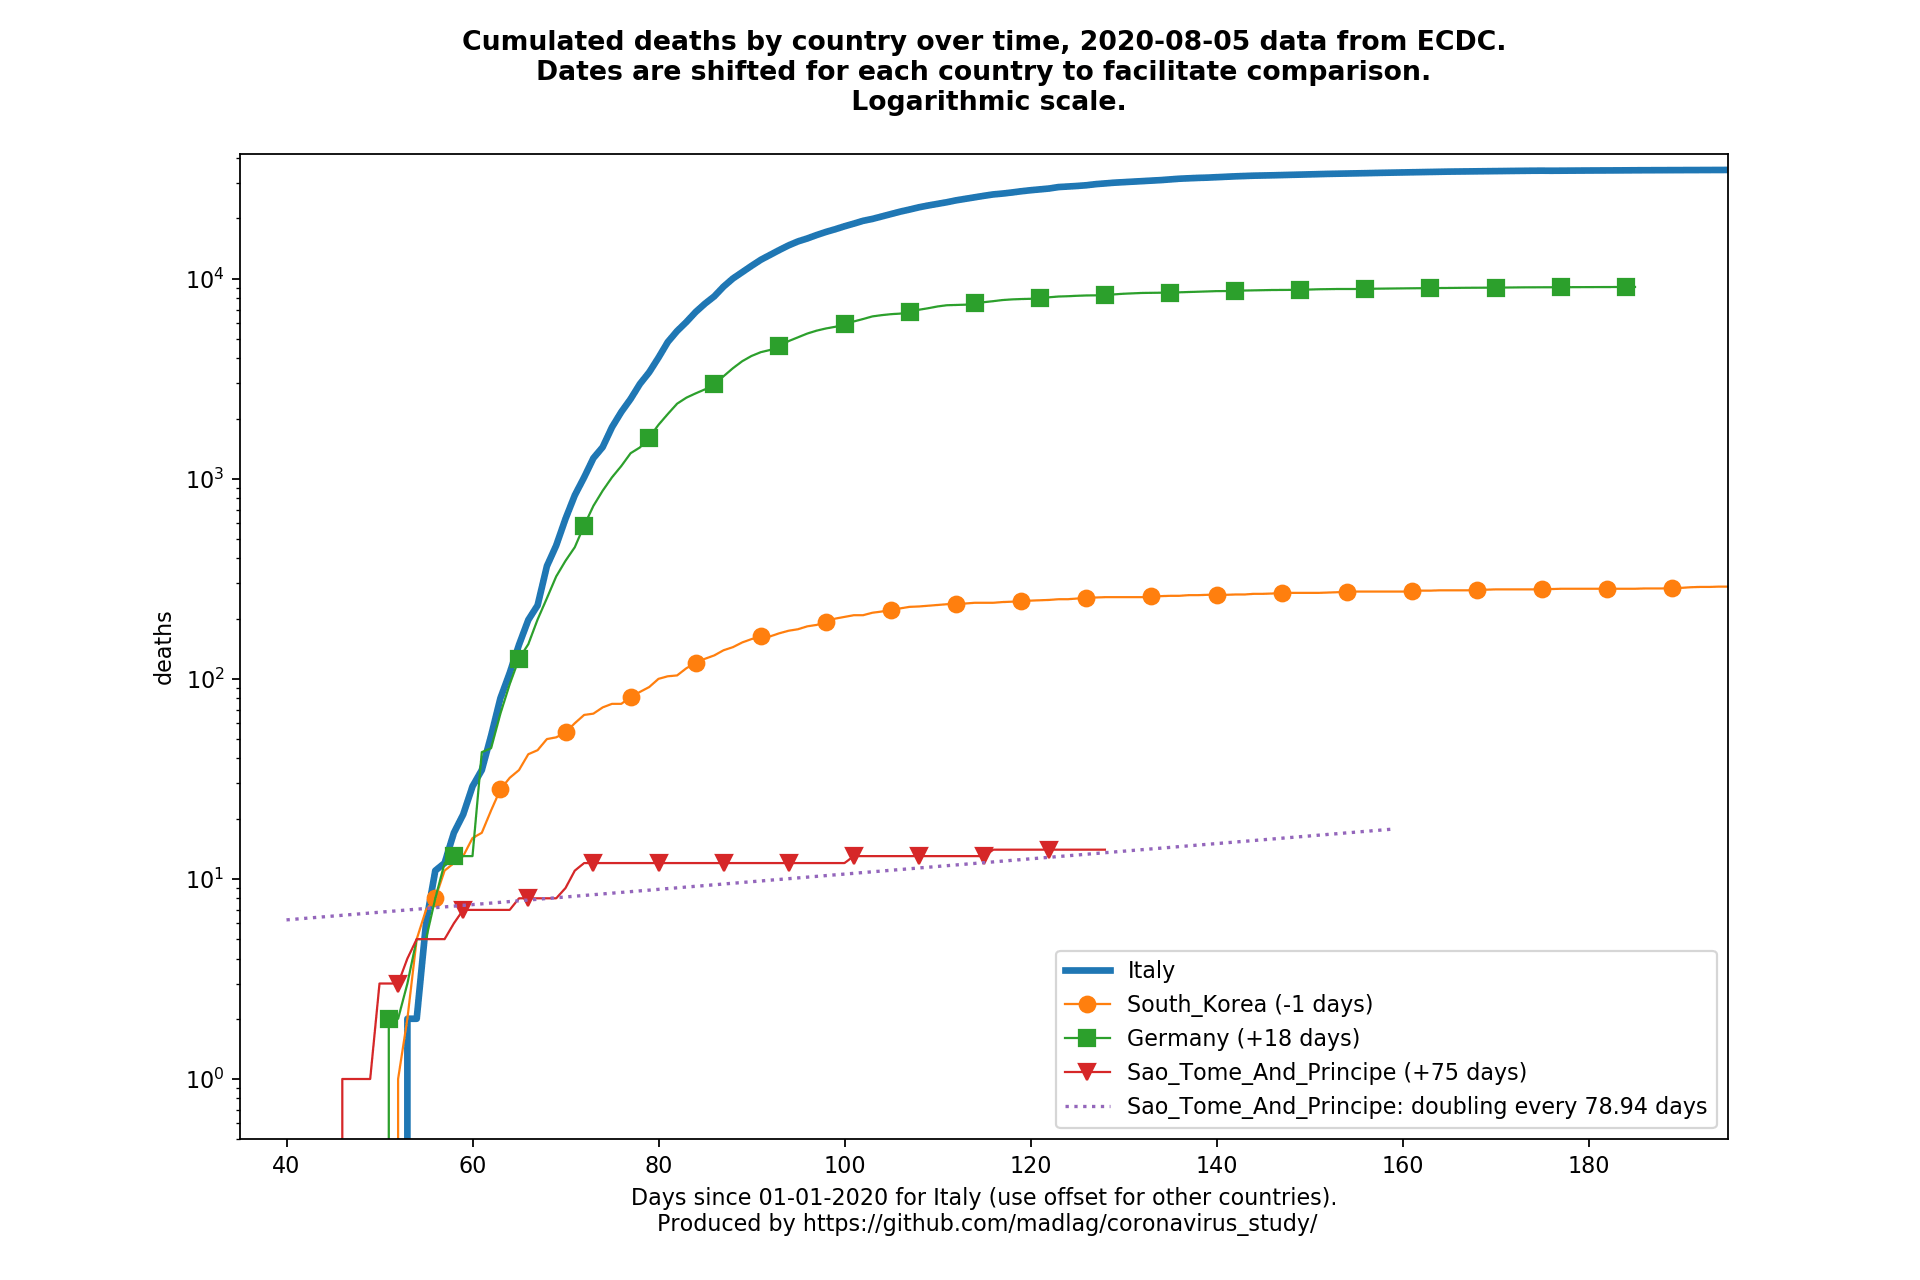 Cumulated deaths by country over time, 2020-08-05 data from ECDC.
Dates are shifted for each country to facilitate comparison.
Logarithmic scale.
deaths
10^4
10^3
10^2
10^1
10^0
40 60 80 100 120 140 160 180
Italy
South_Korea (-1 days)
Germany (+18 days)
Sao_Tome_And_Principe (+75 days)
Sao_Tome_And_Principe: doubling every 78.94 days
Days since 01-01-2020 for Italy (use offset for other countries).
Produced by https://github.com/madlag/coronavirus_study/